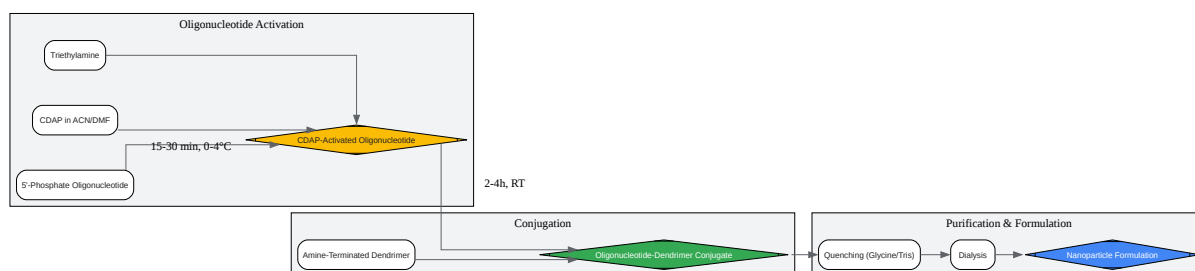 Oligonucleotide Activation
Triethylamine
CDAP in ACN/DMF
CDAP-Activated Oligonucleotide
15-30 min, 0-4°C
5'-Phosphate Oligonucleotide
2-4h, RT
Conjugation
Amine-Terminated Dendrimer
Oligonucleotide-Dendrimer Conjugate
Purification & Formulation
Quenching (Glycine/Tris)
Dialysis
Nanoparticle Formulation